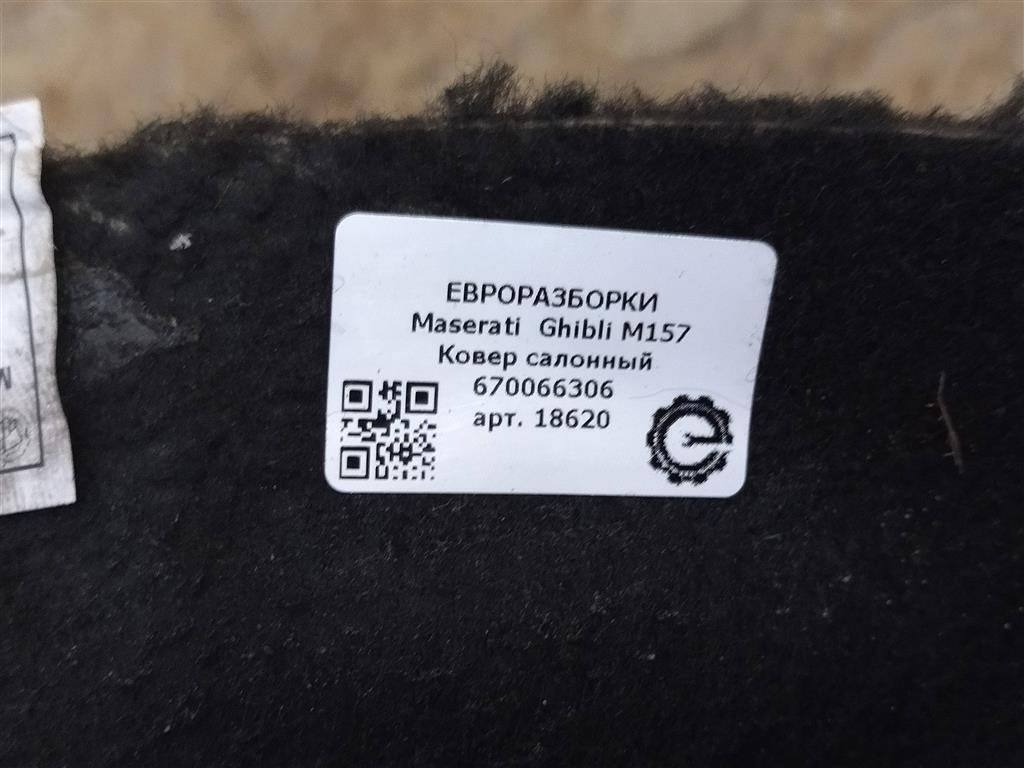 ЕВРОРАЗБОРКИ
Maserati Ghibli M157
Ковер салонный
670066306
арт. 18620